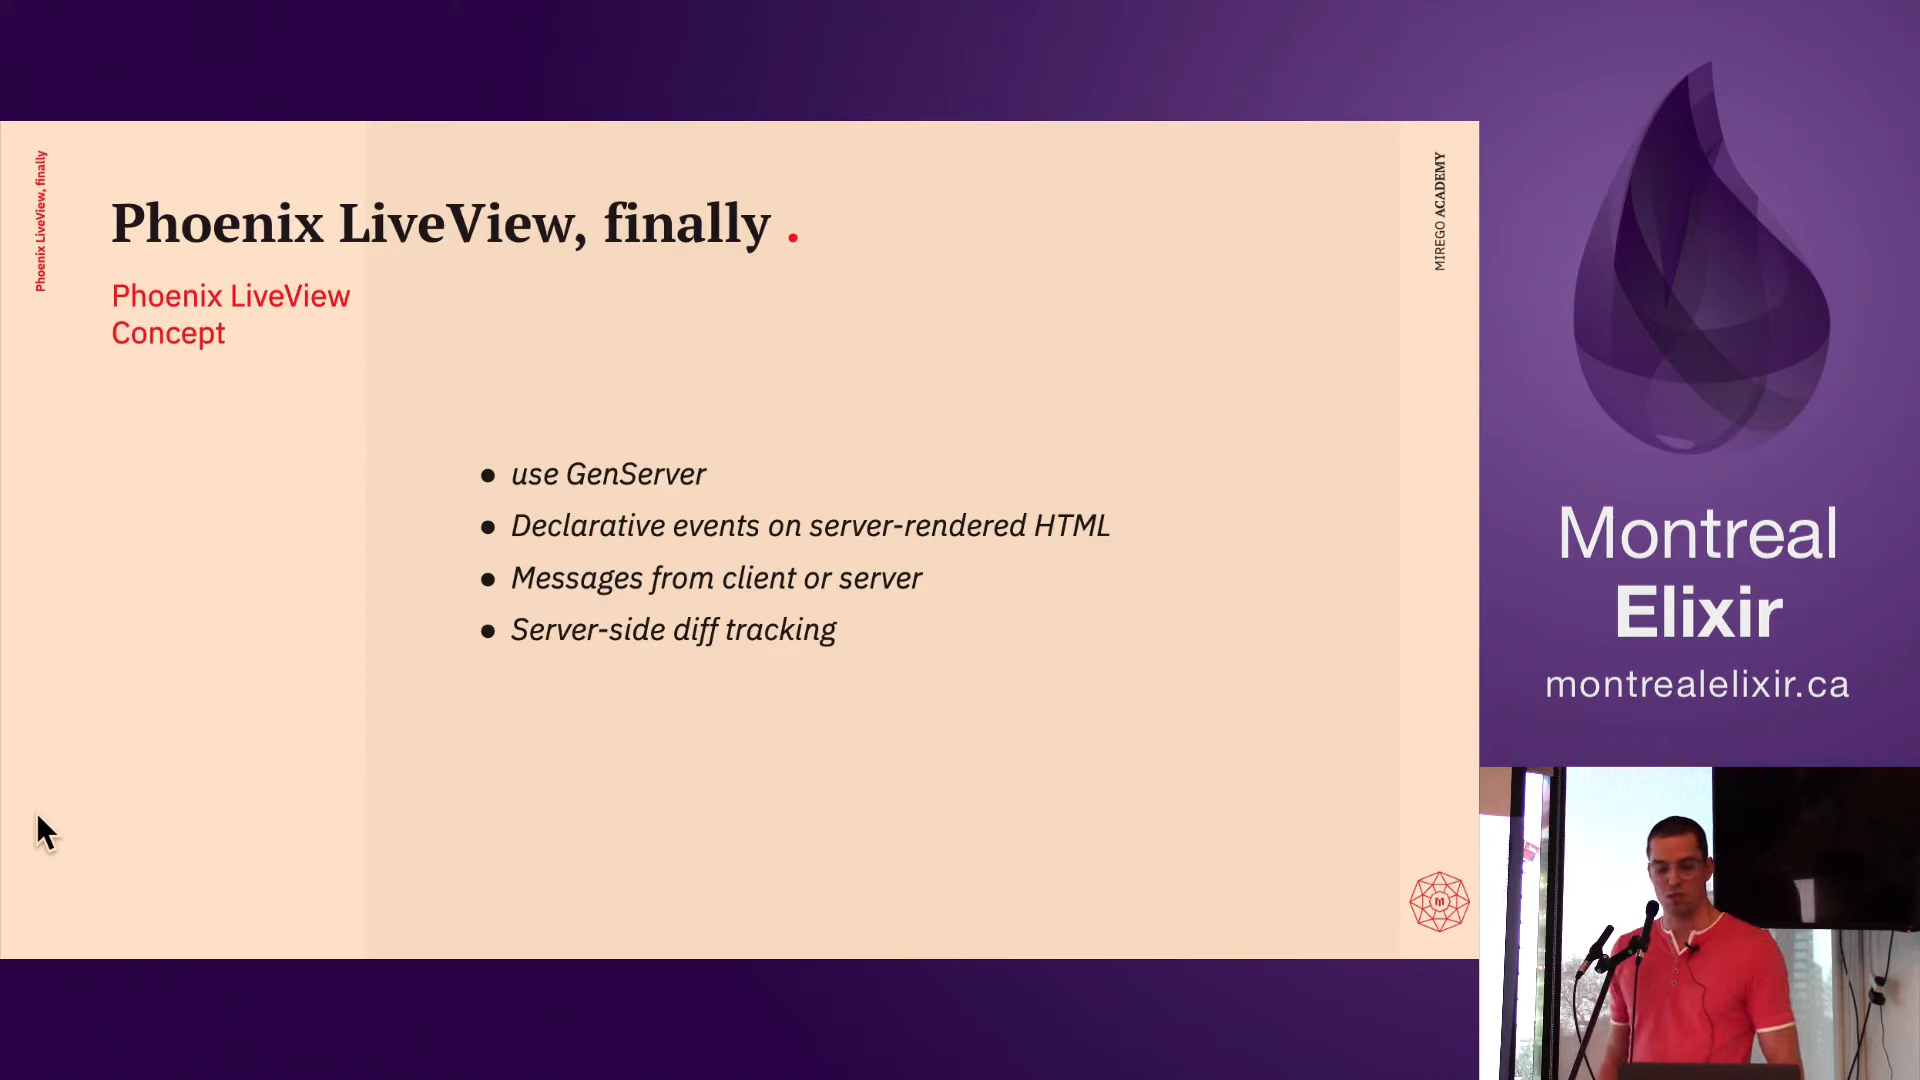 Phoenix LiveView, finally
Phoenix LiveView, finally .
Phoenix LiveView
Concept
● use GenServer
● Declarative events on server-rendered HTML
● Messages from client or server
● Server-side diff tracking
MIREGO ACADEMY
Montreal
Elixir
montrealelixir.ca